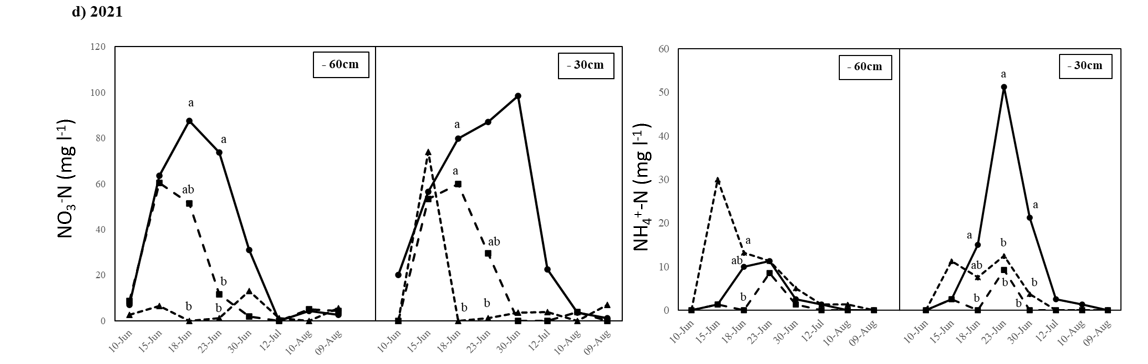 d) 2021
NO3-N (mg l-1)
120
100
80
60
40
20
0
- 60cm
a
a
ab
b
b
b
10-Jun
15-Jun
18-Jun
23-Jun
30-Jun
12-Jul
10-Aug
09-Aug
- 30cm
a
a
ab
b
b
10-Jun
15-Jun
18-Jun
23-Jun
30-Jun
12-Jul
10-Aug
09-Aug
NH4+-N (mg l-1)
60
50
40
30
20
10
0
- 60cm
a
ab
b
10-Jun
15-Jun
18-Jun
23-Jun
30-Jun
12-Jul
10-Aug
09-Aug
- 30cm
a
a
a
ab
b
b
b
b
b
10-Jun
15-Jun
18-Jun
23-Jun
30-Jun
12-Jul
10-Aug
09-Aug